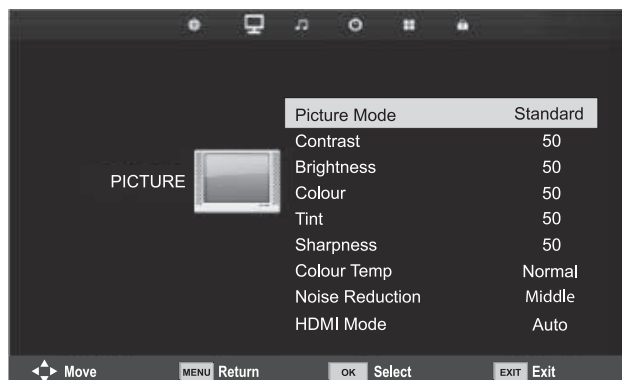 Picture Mode Standard
Contrast 50
Brightness 50
PICTURE
Colour 50
Tint 50
Sharpness 50
Colour Temp Normal
Noise Reduction Middle
HDMI Mode Auto
Move MENU Return OK Select EXIT Exit